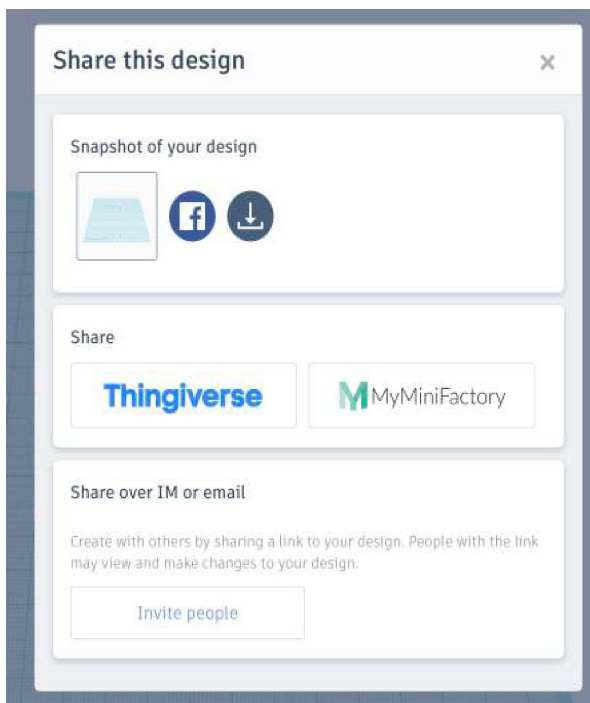 Share this design
Snapshot of your design
Share
Thingiverse
MyMiniFactory
Share over IM or email
Create with others by sharing a link to your design. People with the link
may view and make changes to your design.
Invite people